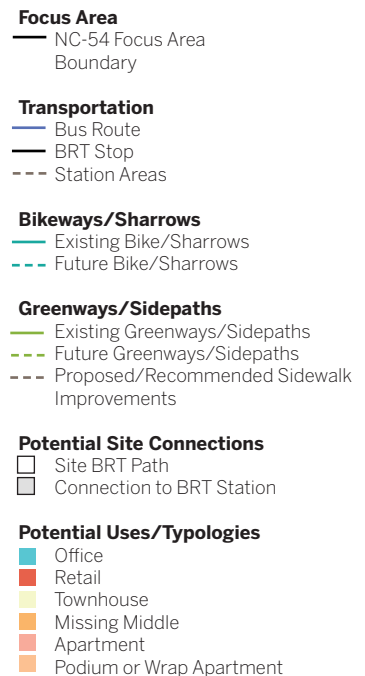 Focus Area
NC-54 Focus Area
Boundary
Transportation
Bus Route
BRT Stop
Station Areas
Bikeways/Sharrows
Existing Bike/Sharrows
Future Bike/Sharrows
Greenways/Sidepaths
Existing Greenways/Sidepaths
Future Greenways/Sidepaths
Proposed/Recommended Sidewalk
Improvements
Potential Site Connections
Site BRT Path
Connection to BRT Station
Potential Uses/Typologies
Office
Retail
Townhouse
Missing Middle
Apartment
Podium or Wrap Apartment